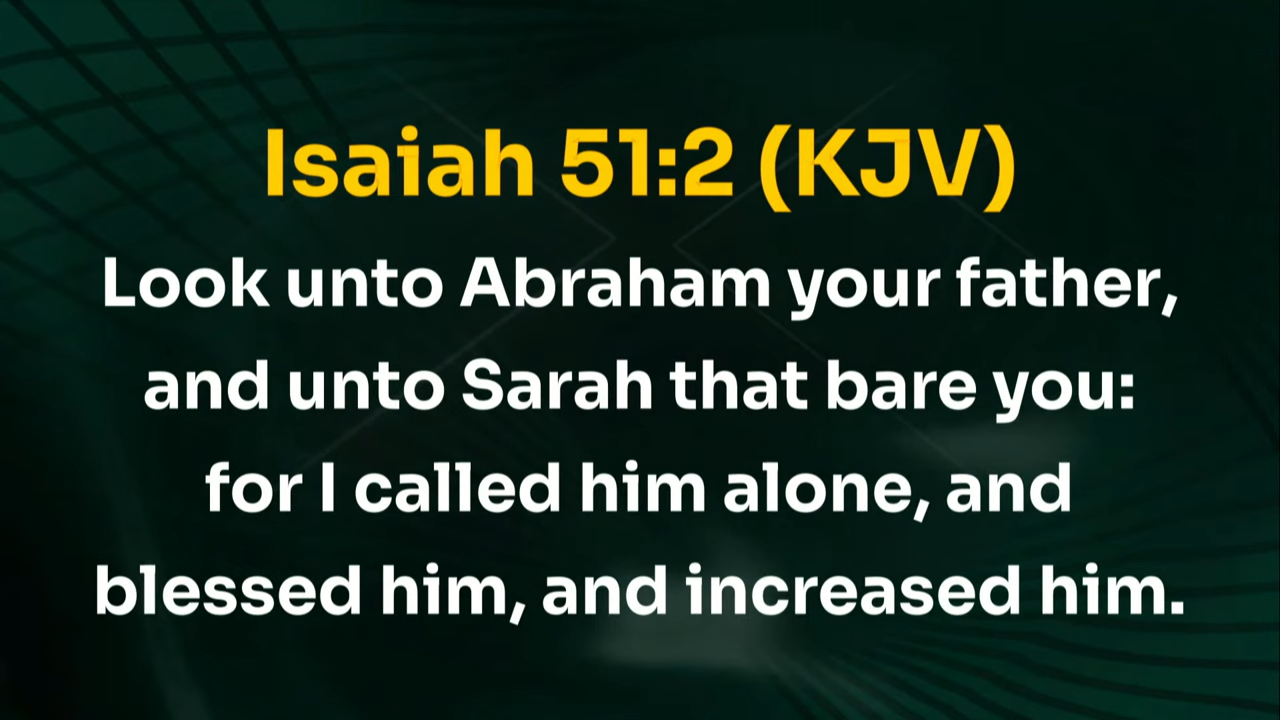 Isaiah 51:2 (KJV)
Look unto Abraham your father,
and unto Sarah that bare you:
for I called him alone, and
blessed him, and increased him.